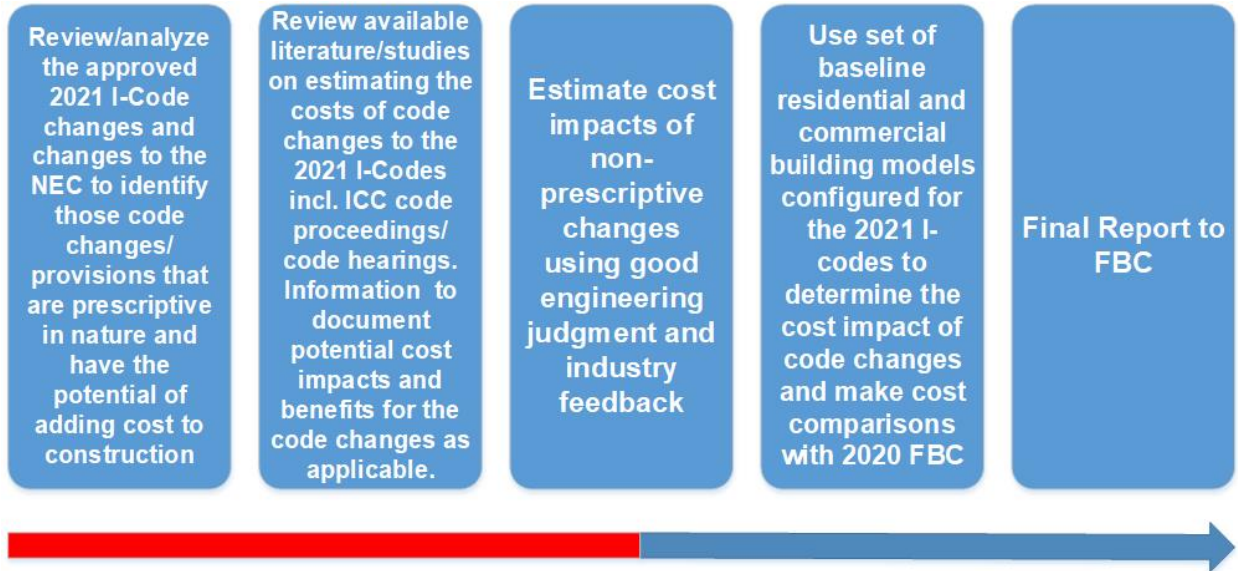 Review/analyze
the approved
2021 I-Code
changes and
changes to the
NEC to identify
those code
changes/
provisions that
are prescriptive
in nature and
have the
potential of
adding cost to
construction
Review available
literature/studies
on estimating the
costs of code
changes to the
2021 I-Codes
incl. ICC code
proceedings/
code hearings.
Information to
document
potential cost
impacts and
benefits for the
code changes as
applicable.
Estimate cost
impacts of
non-
prescriptive
changes
using good
engineering
judgment and
industry
feedback
Use set of
baseline
residential and
commercial
building models
configured for
the 2021 I-
codes to
determine the
cost impact of
code changes
and make cost
comparisons
with 2020 FBC
Final Report to
FBC